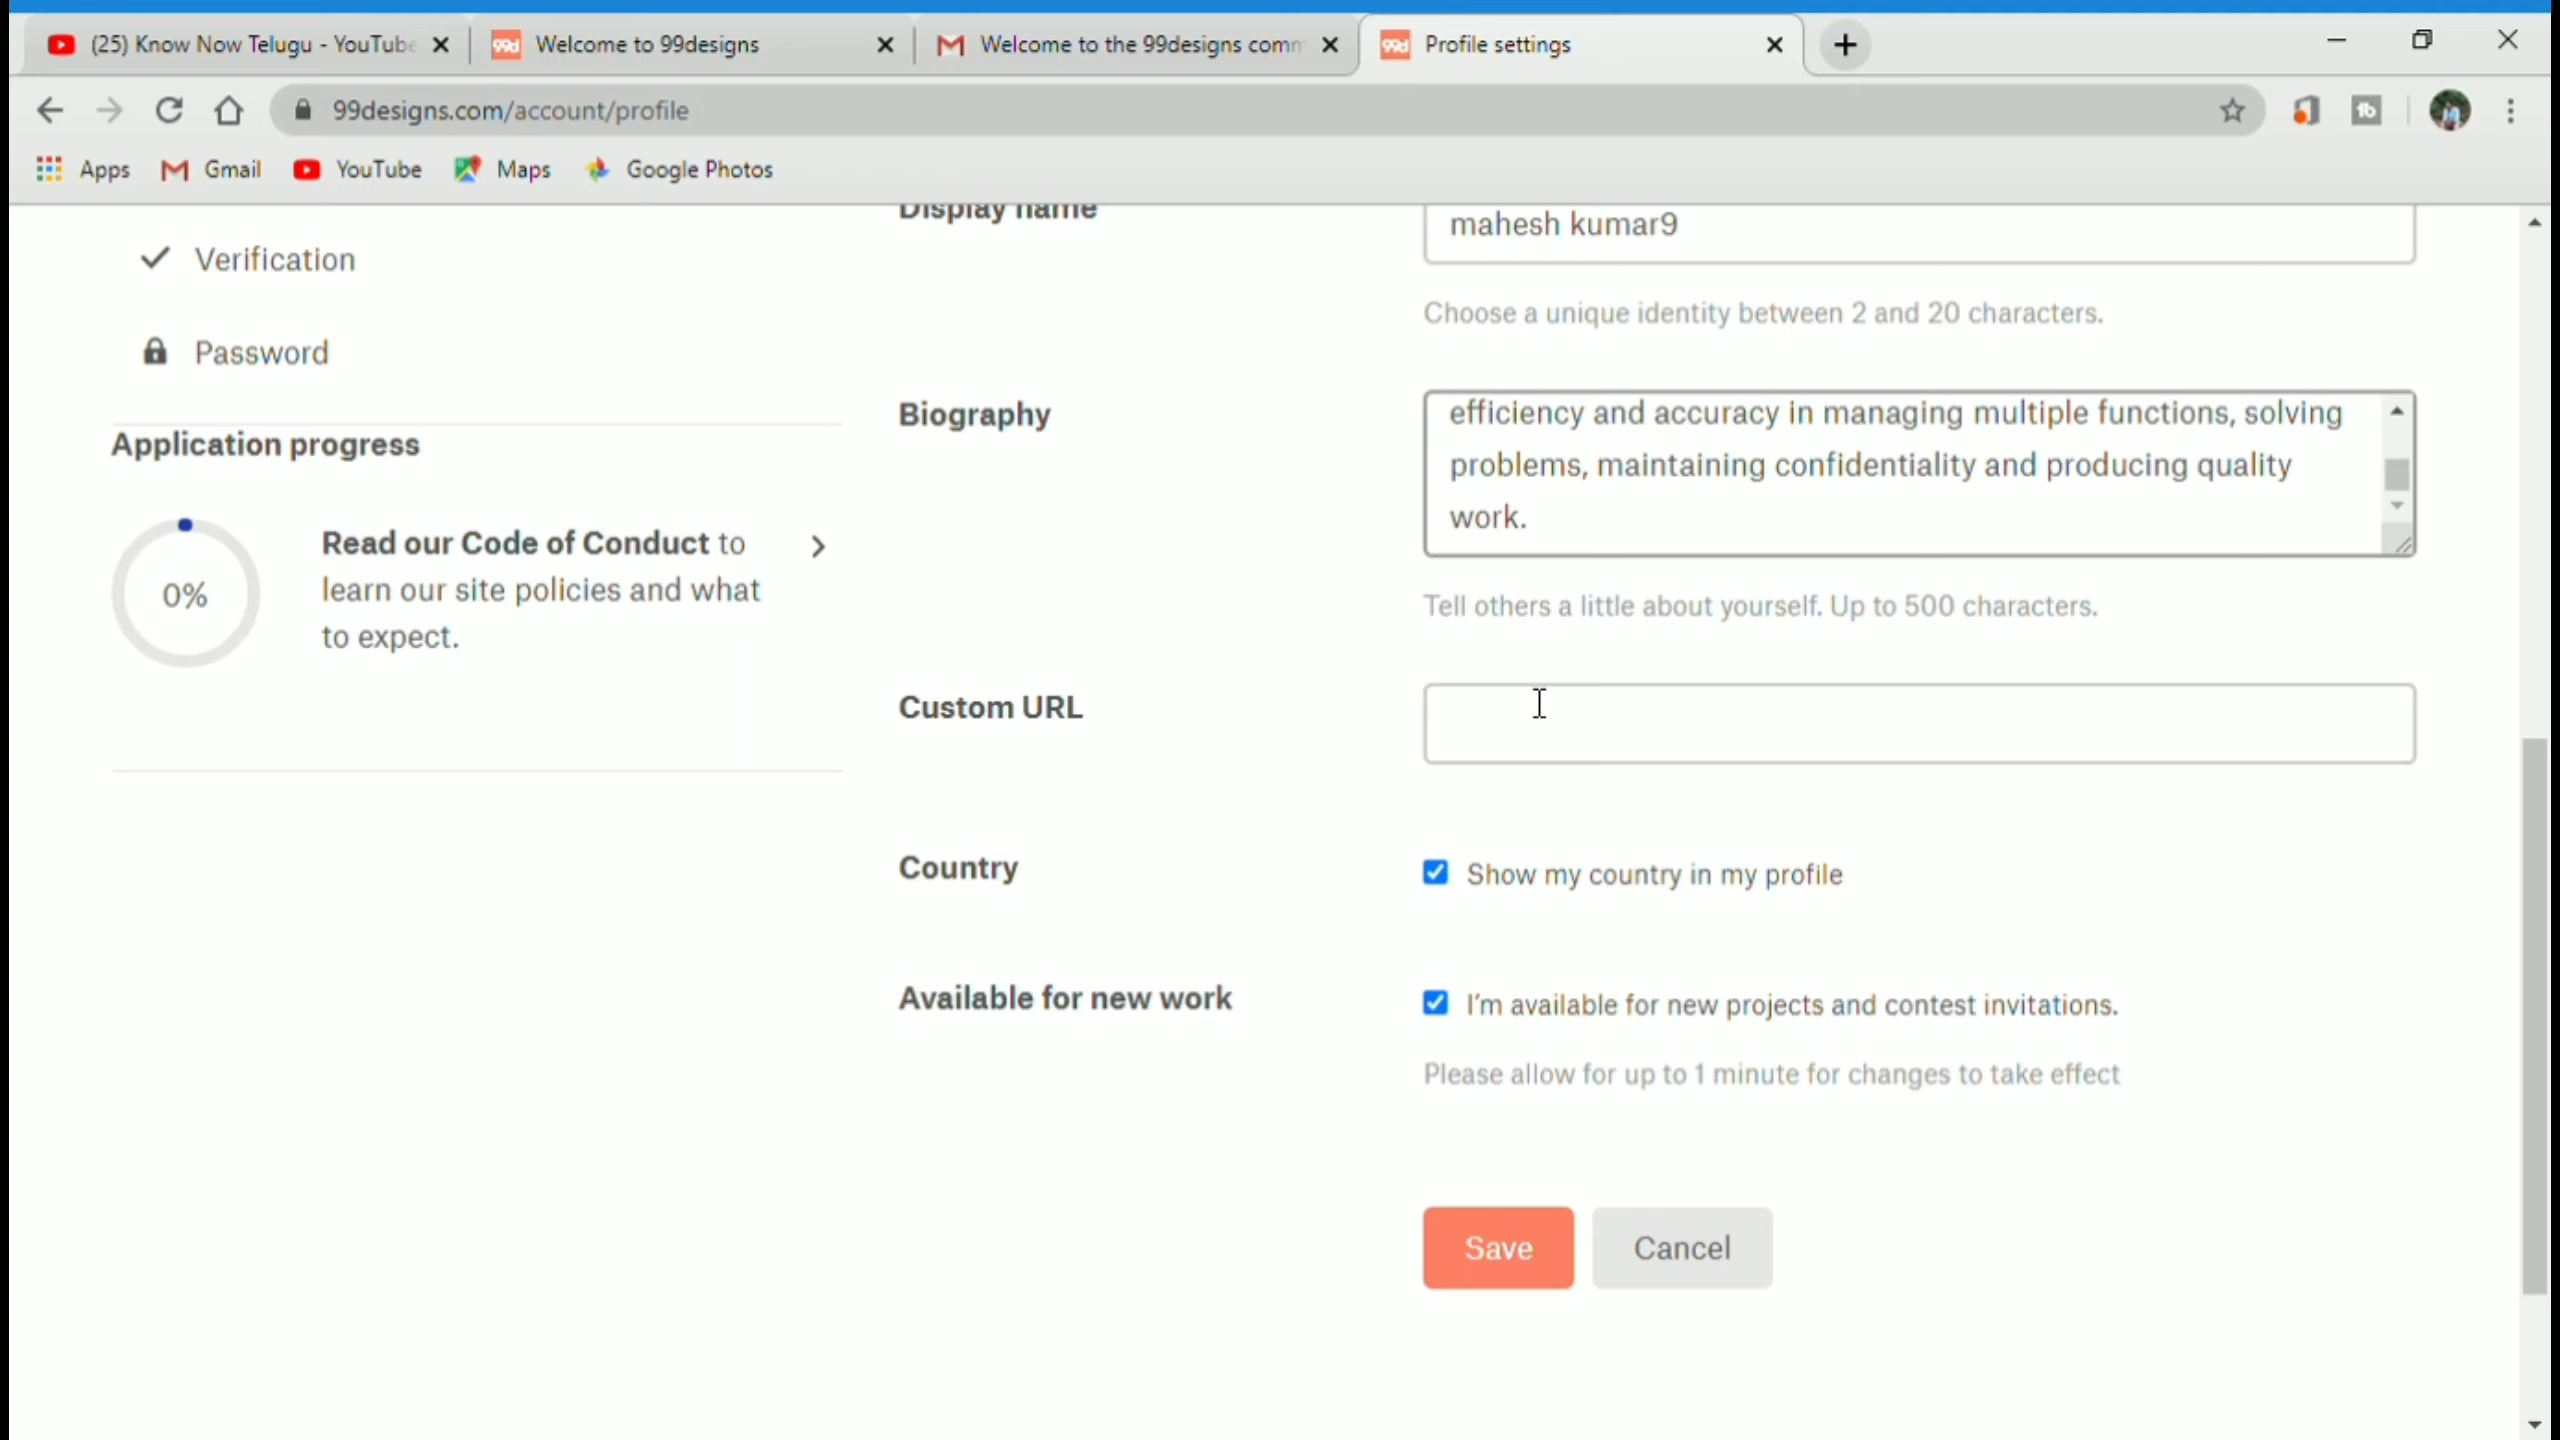 (25) Know Now Telugu - YouTube
99d Welcome to 99designs
Welcome to the 99designs comm
99d Profile settings
99designs.com/account/profile
Apps Gmail YouTube Maps Google Photos
Display name
mahesh kumar9
Choose a unique identity between 2 and 20 characters.
Verification
Password
Application progress
0%
Read our Code of Conduct to
learn our site policies and what
to expect.
Biography
efficiency and accuracy in managing multiple functions, solving
problems, maintaining confidentiality and producing quality
work.
Tell others a little about yourself. Up to 500 characters.
Custom URL
Country
Show my country in my profile
Available for new work
I'm available for new projects and contest invitations.
Please allow for up to 1 minute for changes to take effect
Save Cancel